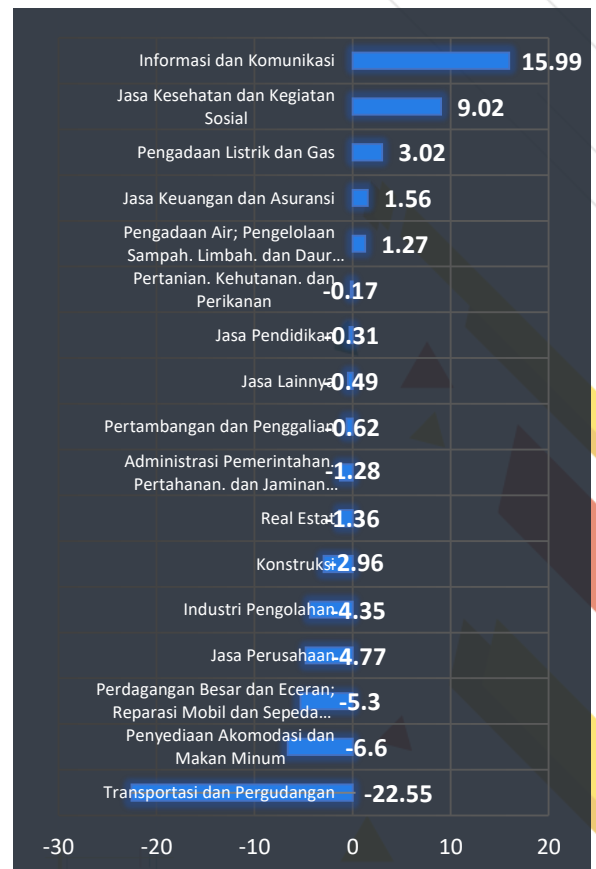 Informasi dan Komunikasi 15.99
Jasa Kesehatan dan Kegiatan
Sosial 9.02
Pengadaan Listrik dan Gas 3.02
Jasa Keuangan dan Asuransi 1.56
Pengadaan Air; Pengelolaan
Sampah. Limbah. dan Daur... 1.27
Pertanian. Kehutanan. dan
Perikanan -0.17
Jasa Pendidikan -0.31
Jasa Lainnya -0.49
Pertambangan dan Penggalian -0.62
Administrasi Pemerintahan.
Pertahanan. dan Jaminan... -1.28
Real Estat -1.36
Konstruksi -2.96
Industri Pengolahan -4.35
Jasa Perusahaan -4.77
Perdagangan Besar dan Eceran;
Reparasi Mobil dan Sepeda... -5.3
Penyediaan Akomodasi dan
Makan Minum -6.6
Transportasi dan Pergudangan -22.55
-30 -20 -10 0 10 20